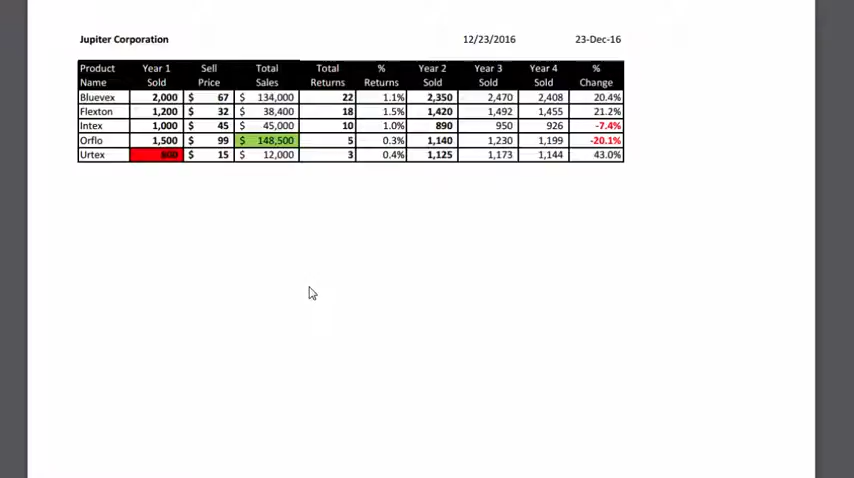 Jupiter Corporation 12/23/2016 23-Dec-16
Product Year 1 Sell Total Total % Year 2 Year 3 Year 4 %
Name Sold Price Sales Returns Returns Sold Sold Sold Change
Bluevex 2,000 $ 67 $ 134,000 22 1.1% 2,350 2,470 2,408 20.4%
Flexton 1,200 $ 32 $ 38,400 18 1.5% 1,420 1,492 1,455 21.2%
Intex 1,000 $ 45 $ 45,000 10 1.0% 890 950 926 -7.4%
Orflo 1,500 $ 99 $ 148,500 5 0.3% 1,140 1,230 1,199 -20.1%
Urtex 800 $ 15 $ 12,000 3 0.4% 1,125 1,173 1,144 43.0%